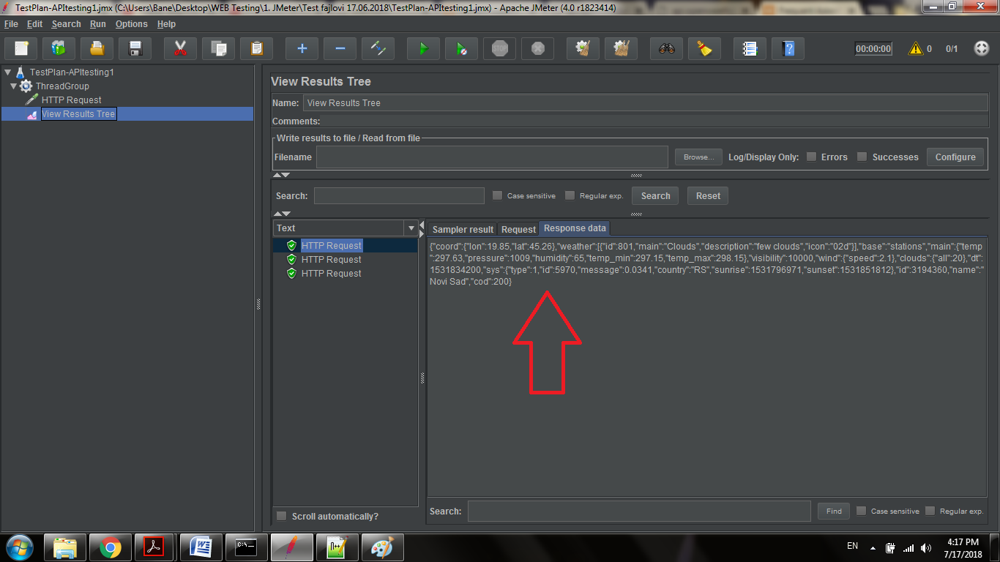 TestPlan-APItesting1.jmx (C:\Users\Bane\Desktop\WEB Testing\1. JMeter\Test fajlovi 17.06.2018\TestPlan-APItesting1.jmx) - Apache JMeter (4.0 r1823414)
File Edit Search Run Options Help
STOP 00:00:00 0 0/1
TestPlan-APItesting1
ThreadGroup
HTTP Request
View Results Tree
View Results Tree
Name: View Results Tree
Comments:
Write results to file / Read from file
Filename Browse... Log/Display Only: Errors Successes Configure
Search: Case sensitive Regular exp. Search Reset
Text
HTTP Request
HTTP Request
HTTP Request
Scroll automatically?
Sampler result Request Response data
{"coord":{"lon":19.85,"lat":45.26},"weather":[{"id":801,"main":"Clouds","description":"few clouds","icon":"02d"}],"base":"stations","main":{"temp
":297.63,"pressure":1009,"humidity":65,"temp_min":297.15,"temp_max":298.15},"visibility":10000,"wind":{"speed":2.1},"clouds":{"all":20},"dt":
1531834200,"sys":{"type":1,"id":5970,"message":0.0341,"country":"RS","sunrise":1531796971,"sunset":1531851812},"id":3194360,"name":"
Novi Sad","cod":200}
Search: Find Case sensitive Regular exp.
EN 4:17 PM
7/17/2018